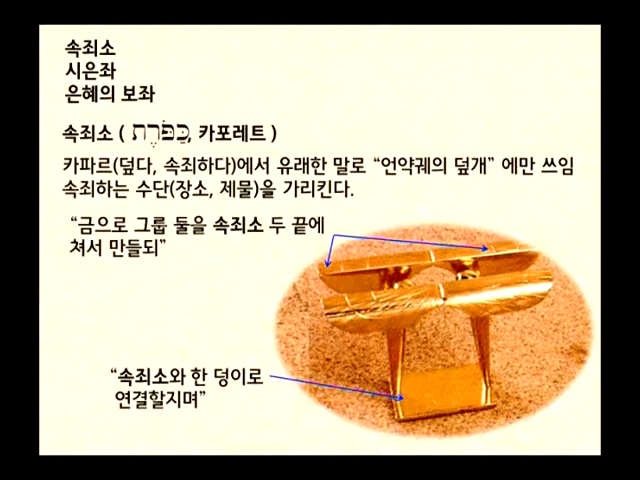 속죄소
시은좌
은혜의 보좌
속죄소 ( כַּפֹּרֶת, 카포레트 )
카파르(덮다, 속죄하다)에서 유래한 말로 “언약궤의 덮개” 에만 쓰임
속죄하는 수단(장소, 제물)을 가리킨다.
“금으로 그룹 둘을 속죄소 두 끝에
쳐서 만들되”
“속죄소와 한 덩이로
연결할지며”